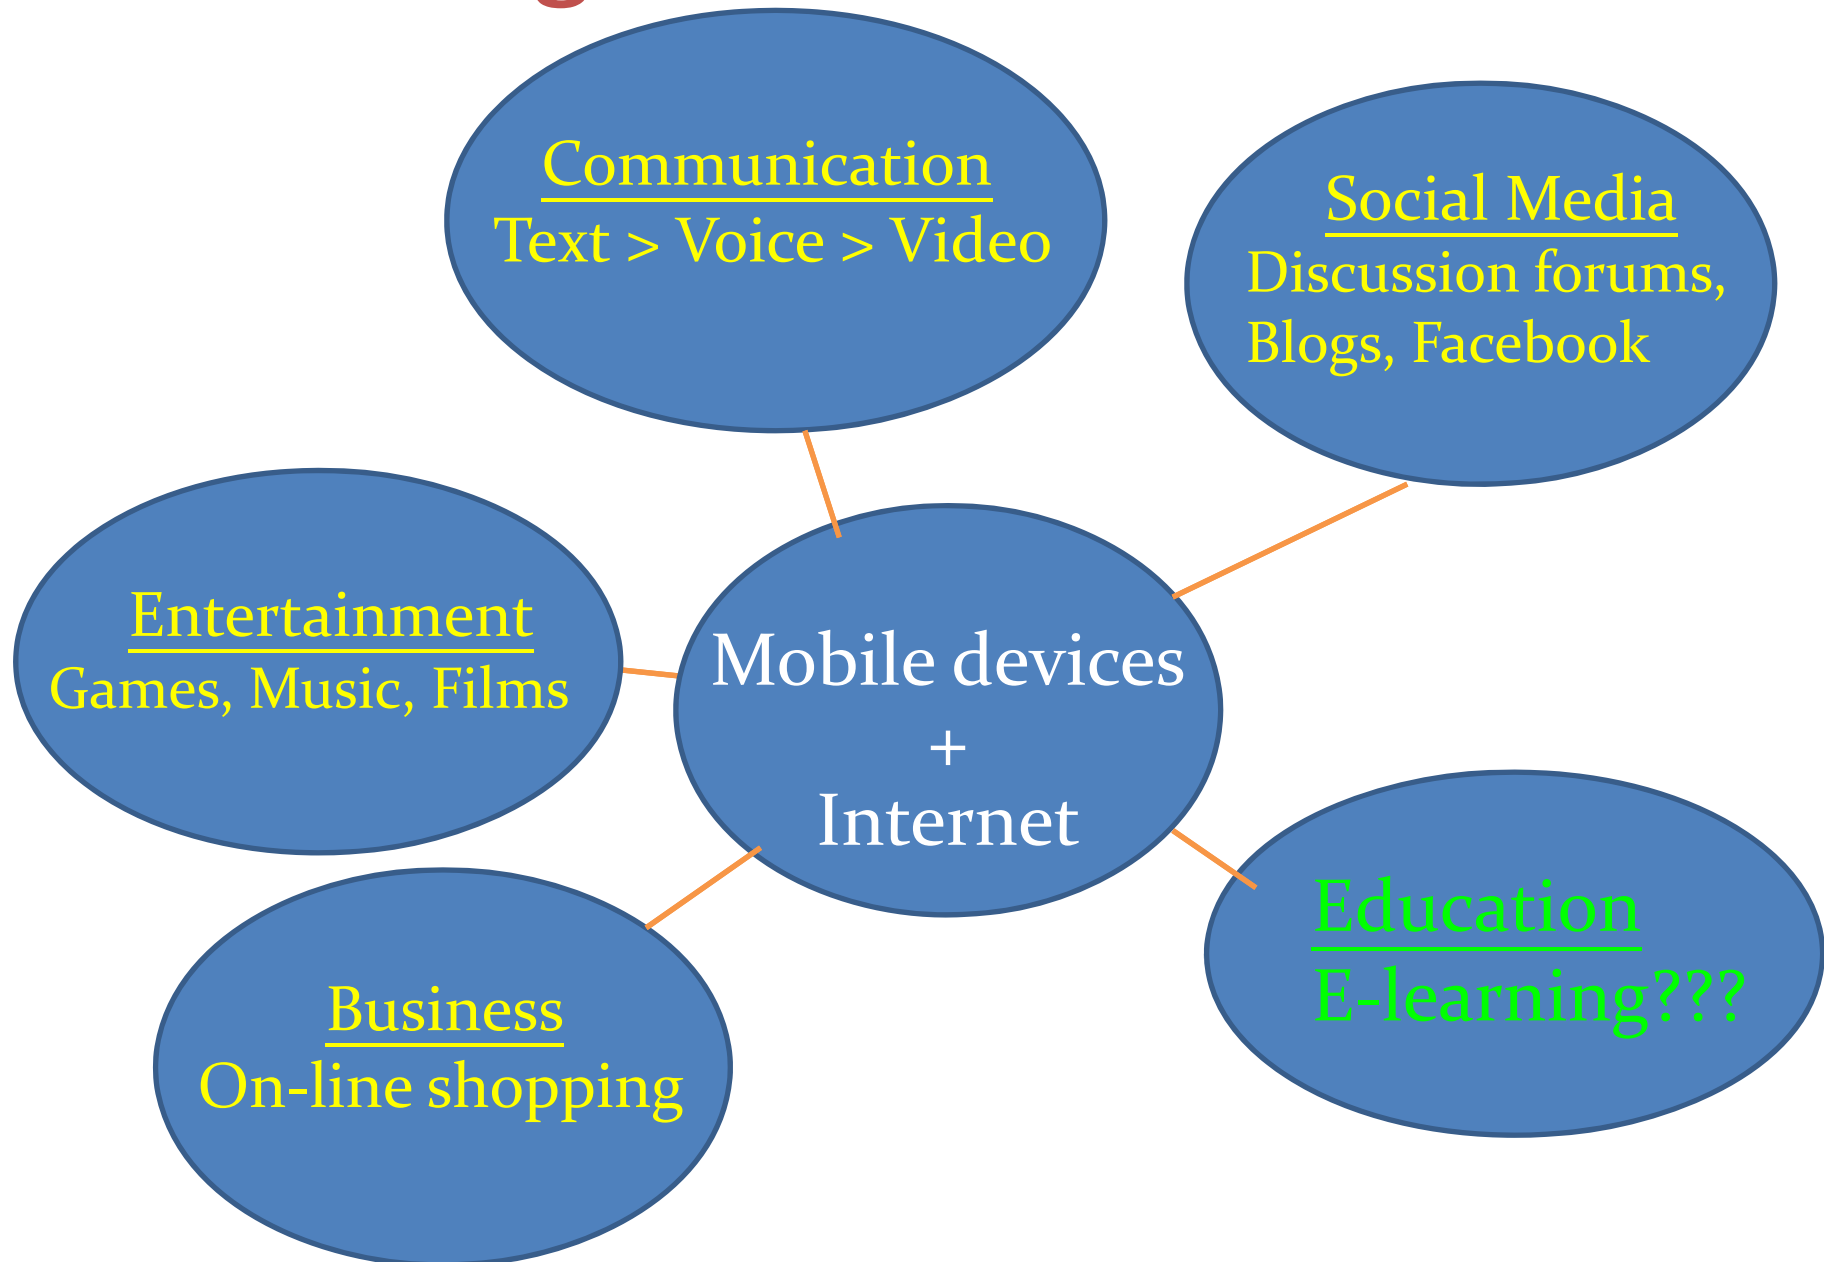 Communication
Text > Voice > Video
Social Media
Discussion forums,
Blogs, Facebook
Entertainment
Games, Music, Films
Mobile devices
+
Internet
Education
E-learning???
Business
On-line shopping